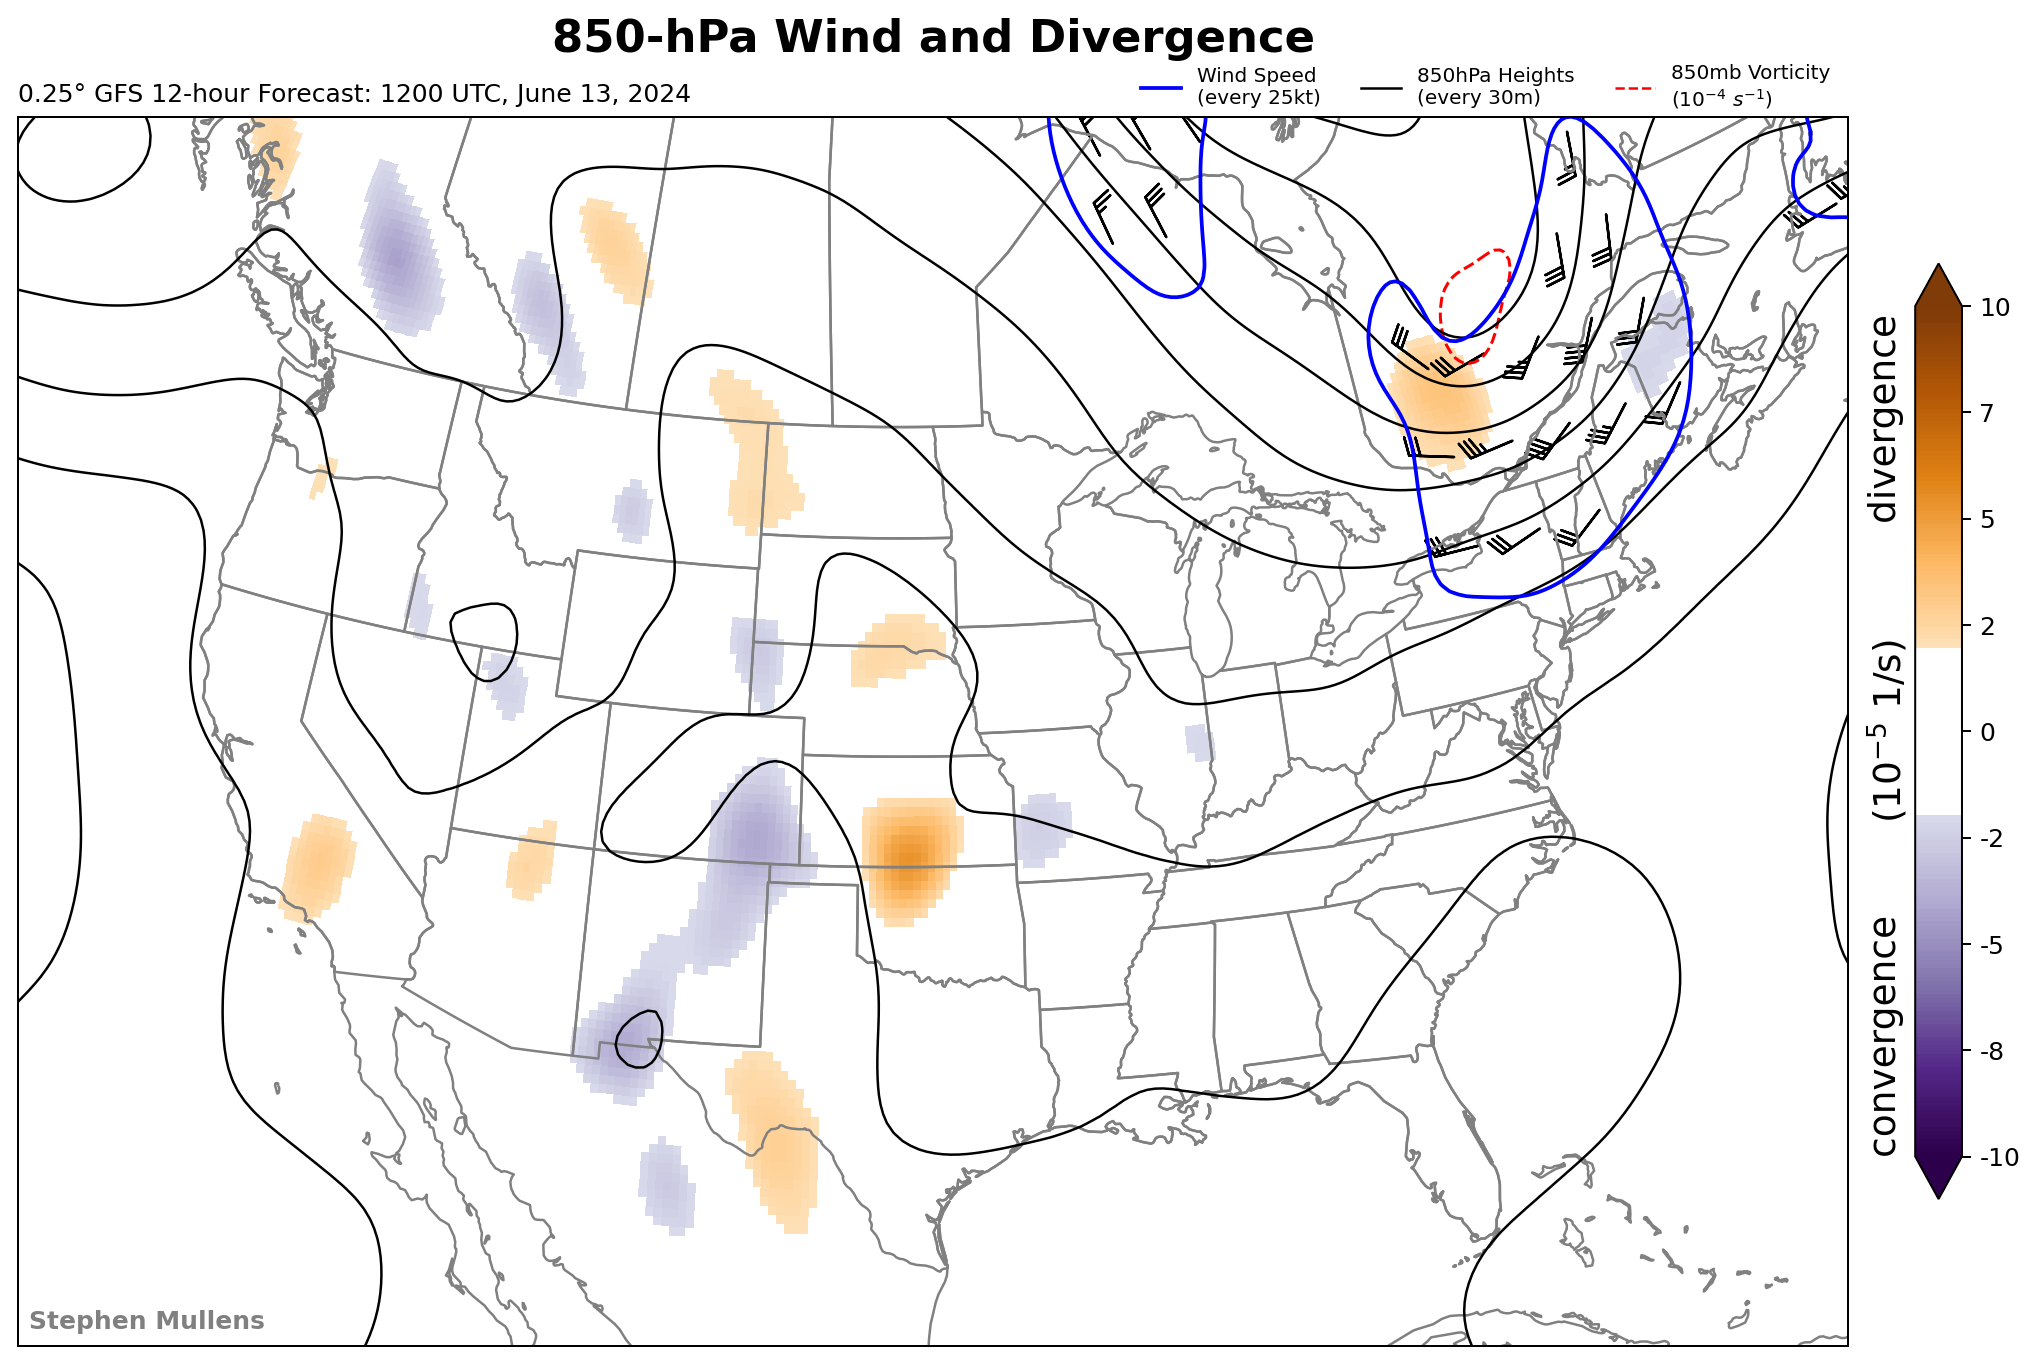 850-hPa Wind and Divergence
0.25° GFS 12-hour Forecast: 1200 UTC, June 13, 2024
Wind Speed
(every 25kt)
850hPa Heights
(every 30m)
850mb Vorticity
(10⁻⁴ s⁻¹)
10
7
5
2
0
-2
-5
-8
-10
divergence
(10⁻⁵ 1/s)
convergence
Stephen Mullens